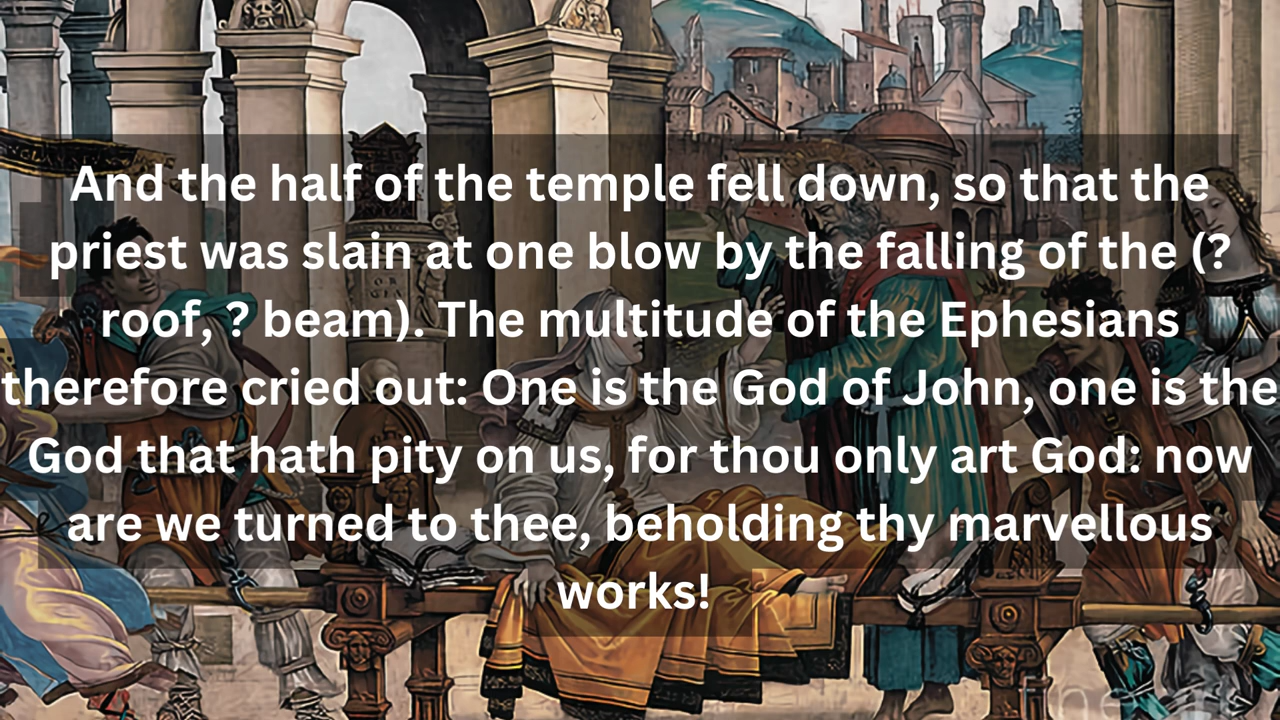 And the half of the temple fell down, so that the
priest was slain at one blow by the falling of the (?
roof, ? beam). The multitude of the Ephesians
therefore cried out: One is the God of John, one is the
God that hath pity on us, for thou only art God: now
are we turned to thee, beholding thy marvellous
works!